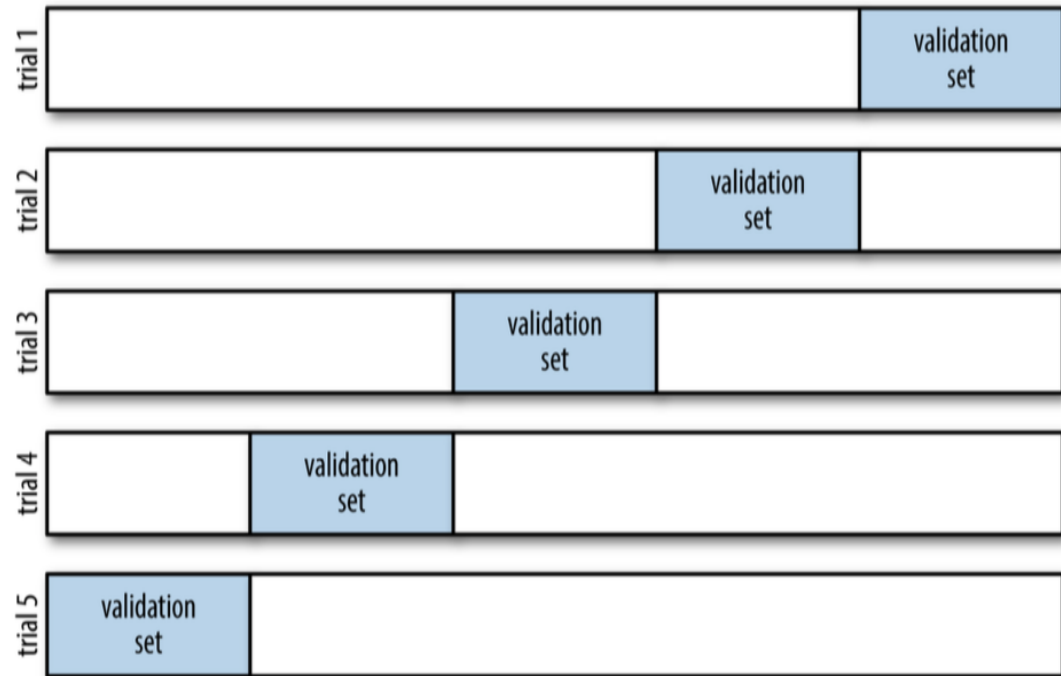 trial 1
validation
set
trial 2
validation
set
trial 3
validation
set
trial 4
validation
set
trial 5
validation
set